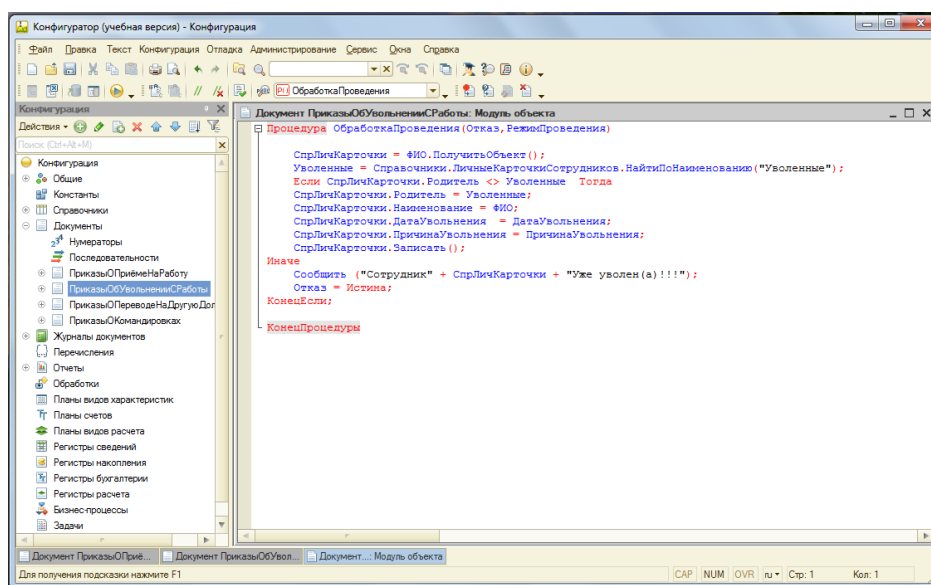 Конфигуратор (учебная версия) - Конфигурация
Файл Правка Текст Конфигурация Отладка Администрирование Сервис Окна Справка
ОбработкаПроведения
Конфигурация
Действия
Поиск (Ctrl+Alt+M)
Конфигурация
Общие
Константы
Справочники
Документы
Нумераторы
Последовательности
ПриказыОПриёмеНаРаботу
ПриказыОбУвольненииСРаботы
ПриказыОПереводеНаДругуюДол
ПриказыОКомандировках
Журналы документов
Перечисления
Отчеты
Обработки
Планы видов характеристик
Планы счетов
Планы видов расчета
Регистры сведений
Регистры накопления
Регистры бухгалтерии
Регистры расчета
Бизнес-процессы
Задачи
Документ ПриказыОбУвольненииСРаботы: Модуль объекта
Процедура ОбработкаПроведения(Отказ,РежимПроведения)
СпрЛичКарточки = ФИО.ПолучитьОбъект();
Уволенные = Справочники.ЛичныеКарточкиСотрудников.НайтиПоНаименованию("Уволенные");
Если СпрЛичКарточки.Родитель <> Уволенные Тогда
СпрЛичКарточки.Родитель = Уволенные;
СпрЛичКарточки.Наименование = ФИО;
СпрЛичКарточки.ДатаУвольнения = ДатаУвольнения;
СпрЛичКарточки.ПричинаУвольнения = ПричинаУвольнения;
СпрЛичКарточки.Записать();
Иначе
Сообщить ("Сотрудник" + СпрЛичКарточки + "Уже уволен(а)!!!");
Отказ = Истина;
КонецЕсли;
КонецПроцедуры
Документ ПриказыОПриё... Документ ПриказыОбУвол... Документ...: Модуль объекта
Для получения подсказки нажмите F1 CAP NUM OVR ru Стр: 1 Кол: 1